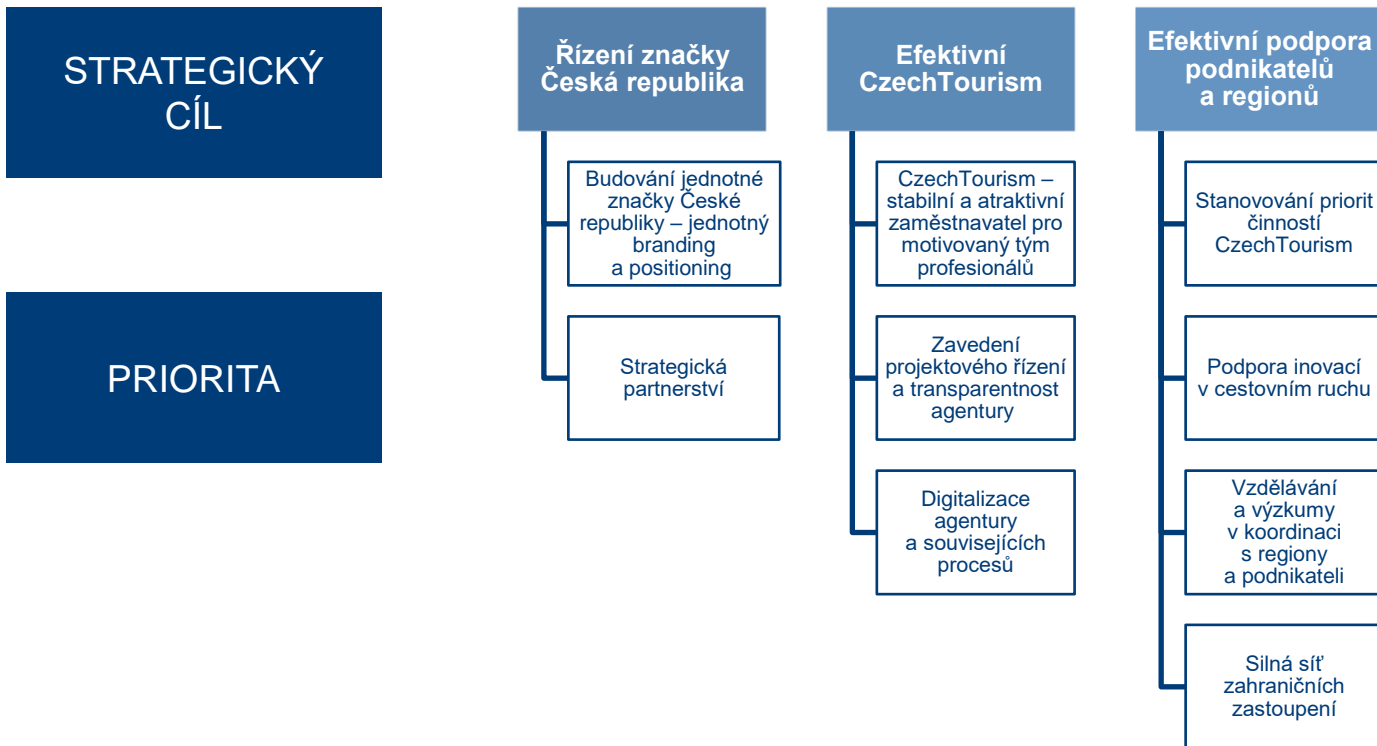 STRATEGICKÝ
CÍL
PRIORITA
Řízení značky
Česká republika
Budování jednotné
značky České
republiky – jednotný
branding
a positioning
Strategická
partnerství
Efektivní
CzechTourism
CzechTourism –
stabilní a atraktivní
zaměstnavatel pro
motivovaný tým
profesionálů
Zavedení
projektového řízení
a transparentnost
agentury
Digitalizace
agentury
a souvisejících
procesů
Efektivní podpora
podnikatelů
a regionů
Stanovování priorit
činností
CzechTourism
Podpora inovací
v cestovním ruchu
Vzdělávání
a výzkumy
v koordinaci
s regiony
a podnikateli
Silná síť
zahraničních
zastoupení